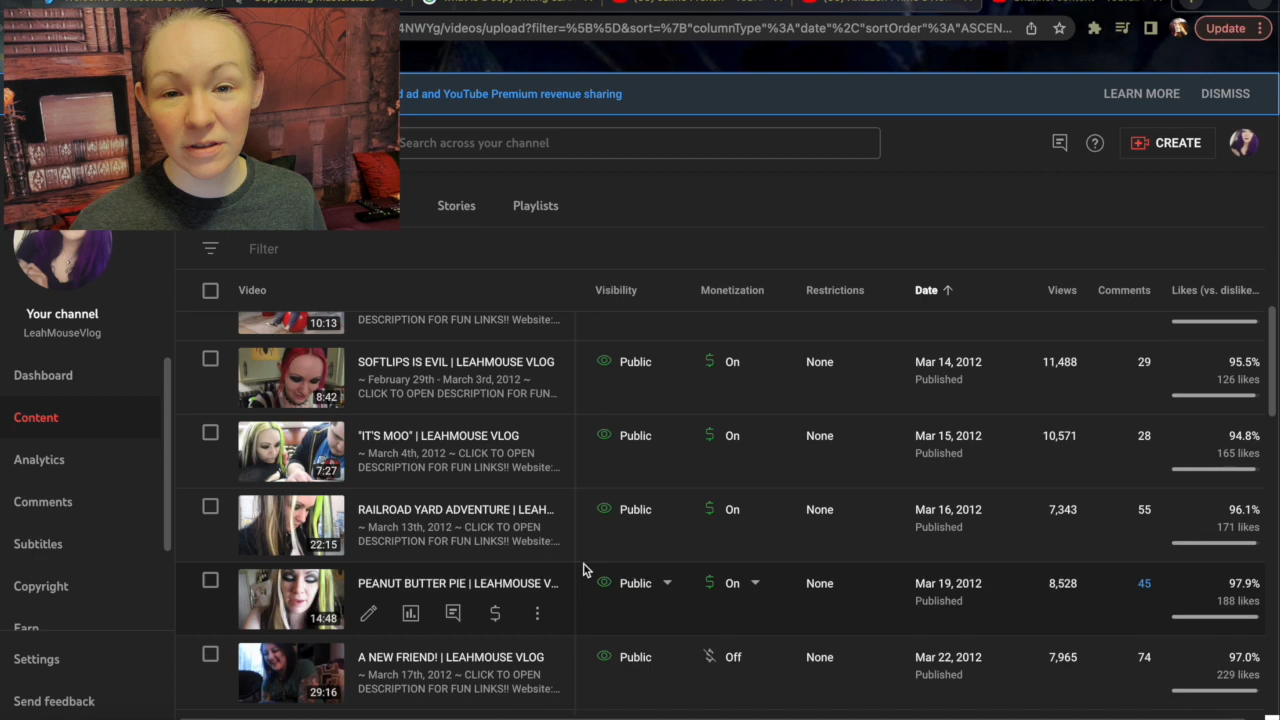 4NWYg/videos/upload?filter=%5B%5D&sort=%7B"columnType"%3A"date"%2C"sortOrder"%3A"ASCEN...
Update
d ad and YouTube Premium revenue sharing
LEARN MORE
DISMISS
Search across your channel
CREATE
Stories
Playlists
Filter
Video
Visibility
Monetization
Restrictions
Date
Views
Comments
Likes (vs. dislike...
Your channel
LeahMouseVlog
Dashboard
Content
Analytics
Comments
Subtitles
Copyright
Earn
Settings
Send feedback
10:13
DESCRIPTION FOR FUN LINKS!! Website:...
8:42
SOFTLIPS IS EVIL | LEAHMOUSE VLOG
~ February 29th - March 3rd, 2012 ~
CLICK TO OPEN DESCRIPTION FOR FUN...
Public
On
None
Mar 14, 2012
Published
11,488
29
95.5%
126 likes
7:27
"IT'S MOO" | LEAHMOUSE VLOG
~ March 4th, 2012 ~ CLICK TO OPEN
DESCRIPTION FOR FUN LINKS!! Website:...
Public
On
None
Mar 15, 2012
Published
10,571
28
94.8%
165 likes
22:15
RAILROAD YARD ADVENTURE | LEAH...
~ March 13th, 2012 ~ CLICK TO OPEN
DESCRIPTION FOR FUN LINKS!! Website:...
Public
On
None
Mar 16, 2012
Published
7,343
55
96.1%
171 likes
14:48
PEANUT BUTTER PIE | LEAHMOUSE V...
Public
On
None
Mar 19, 2012
Published
8,528
45
97.9%
188 likes
29:16
A NEW FRIEND! | LEAHMOUSE VLOG
~ March 17th, 2012 ~ CLICK TO OPEN
DESCRIPTION FOR FUN LINKS!! Website:...
Public
Off
None
Mar 22, 2012
Published
7,965
74
97.0%
229 likes